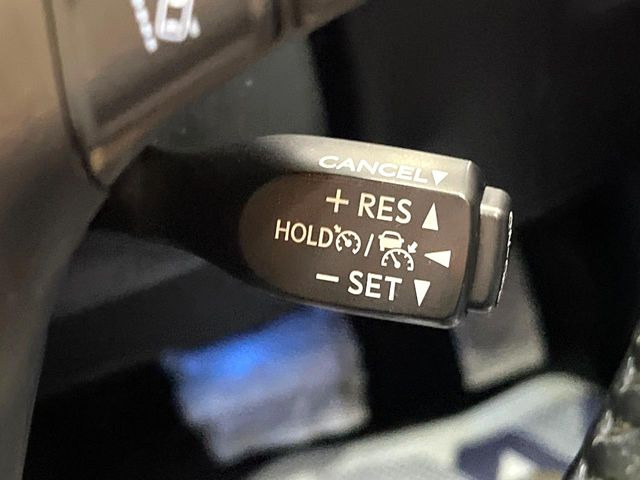 CANCEL▼
+ RES ▲
HOLD / ◀
− SET ▼